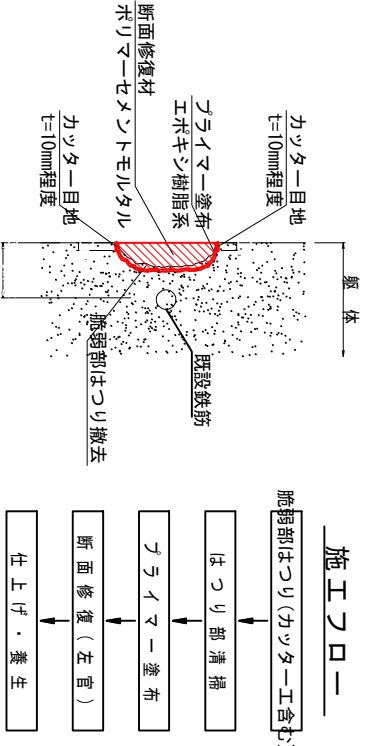 カッター目地
t=10mm程度
プライマー塗布
エポキシ樹脂系
断面修復材
ポリマーセメントモルタル
カッター目地
t=10mm程度
躯体
既設鉄筋
脆弱部はつり撤去
施工フロー
脆弱部はつり(カッター工含む)
はつり部清掃
プライマー塗布
断面修復(左官)
仕上げ・養生